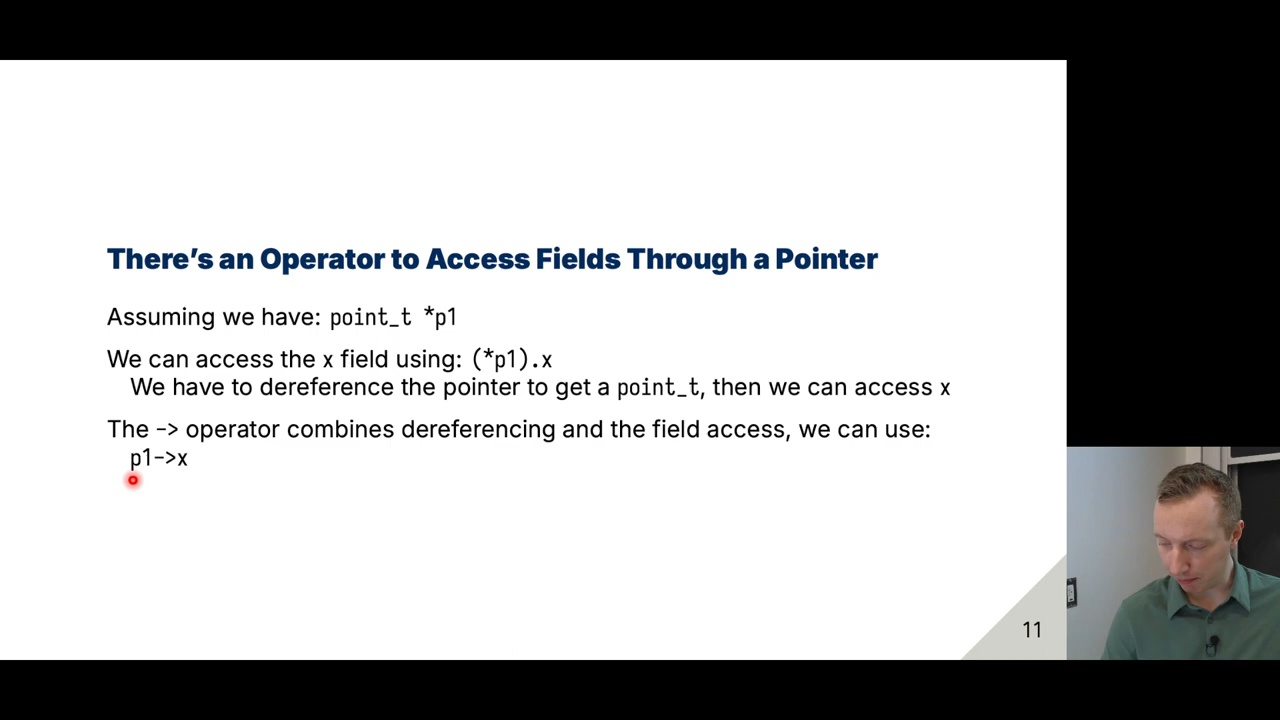 There’s an Operator to Access Fields Through a Pointer
Assuming we have: point_t *p1
We can access the x field using: (*p1).x
We have to dereference the pointer to get a point_t, then we can access x
The -> operator combines dereferencing and the field access, we can use:
p1->x
11